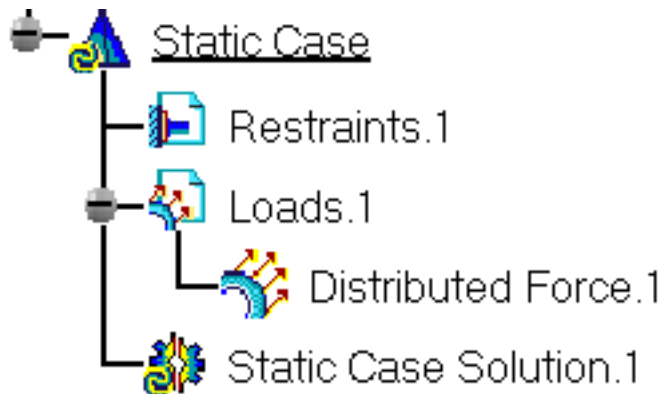 Static Case
Restraints.1
Loads.1
Distributed Force.1
Static Case Solution.1